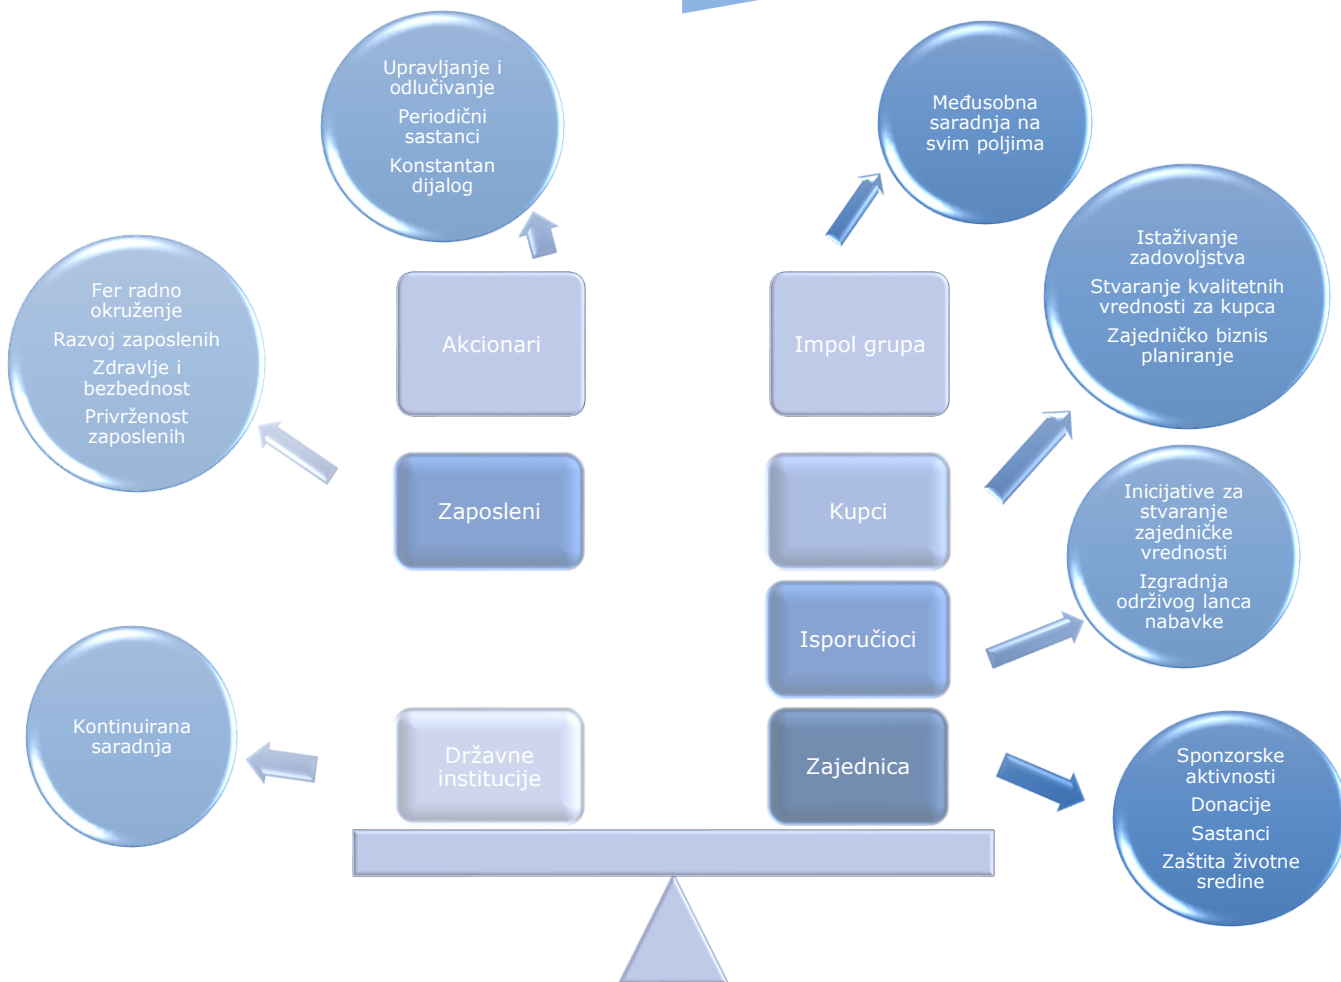 Upravljanje i
odlučivanje
Periodični
sastanci
Konstantan
dijalog
Međusobna
saradnja na
svim poljima
Istaživanje
zadovoljstva
Stvaranje kvalitetnih
vrednosti za kupca
Zajedničko biznis
planiranje
Fer radno
okruženje
Razvoj zaposlenih
Zdravlje i
bezbednost
Privrženost
zaposlenih
Akcionari
Impol grupa
Zaposleni
Kupci
Inicijative za
stvaranje
zajedničke
vrednosti
Izgradnja
održivog lanca
nabavke
Isporučioci
Kontinuirana
saradnja
Državne
institucije
Zajednica
Sponzorske
aktivnosti
Donacije
Sastanci
Zaštita životne
sredine